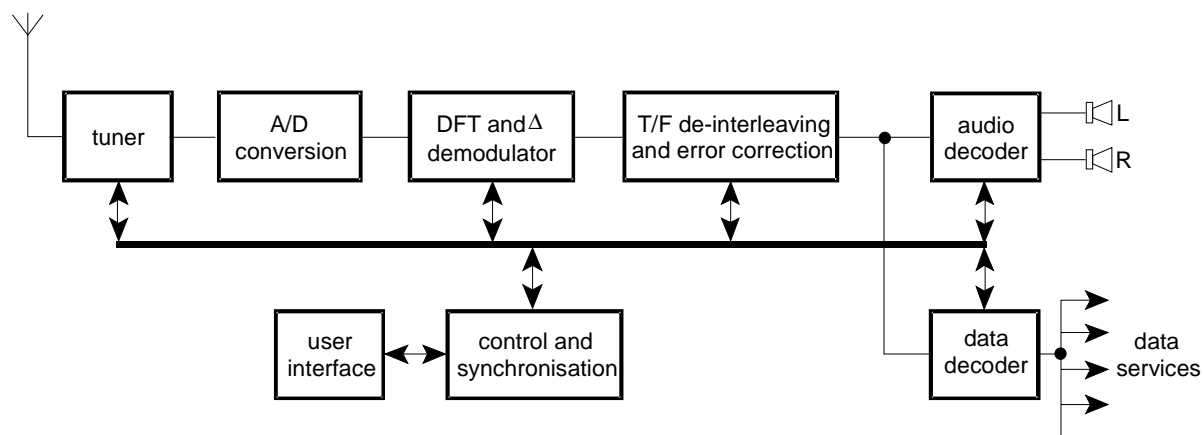 tuner
A/D
conversion
DFT and Δ
demodulator
T/F de-interleaving
and error correction
audio
decoder
L
R
user
interface
control and
synchronisation
data
decoder
data
services